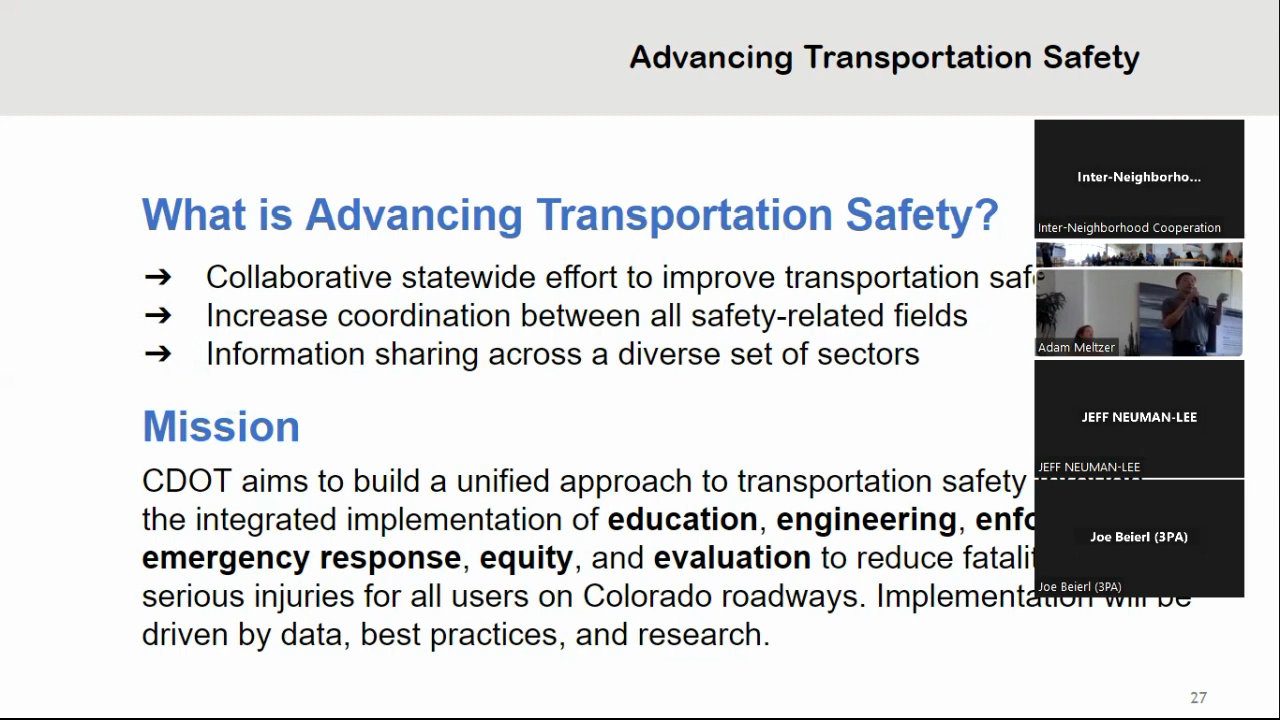 Advancing Transportation Safety
What is Advancing Transportation Safety?
➔ Collaborative statewide effort to improve transportation
➔ Increase coordination between all safety-related fields
➔ Information sharing across a diverse set of sectors
Mission
CDOT aims to build a unified approach to transportation safety
the integrated implementation of education, engineering,
emergency response, equity, and evaluation to reduce
serious injuries for all users on Colorado roadways. Implementation will be
driven by data, best practices, and research.
27
Inter-Neighborho...
Inter-Neighborhood Cooperation
Adam Meltzer
JEFF NEUMAN-LEE
JEFF NEUMAN-LEE
Joe Beierl (3PA)
Joe Beierl (3PA)